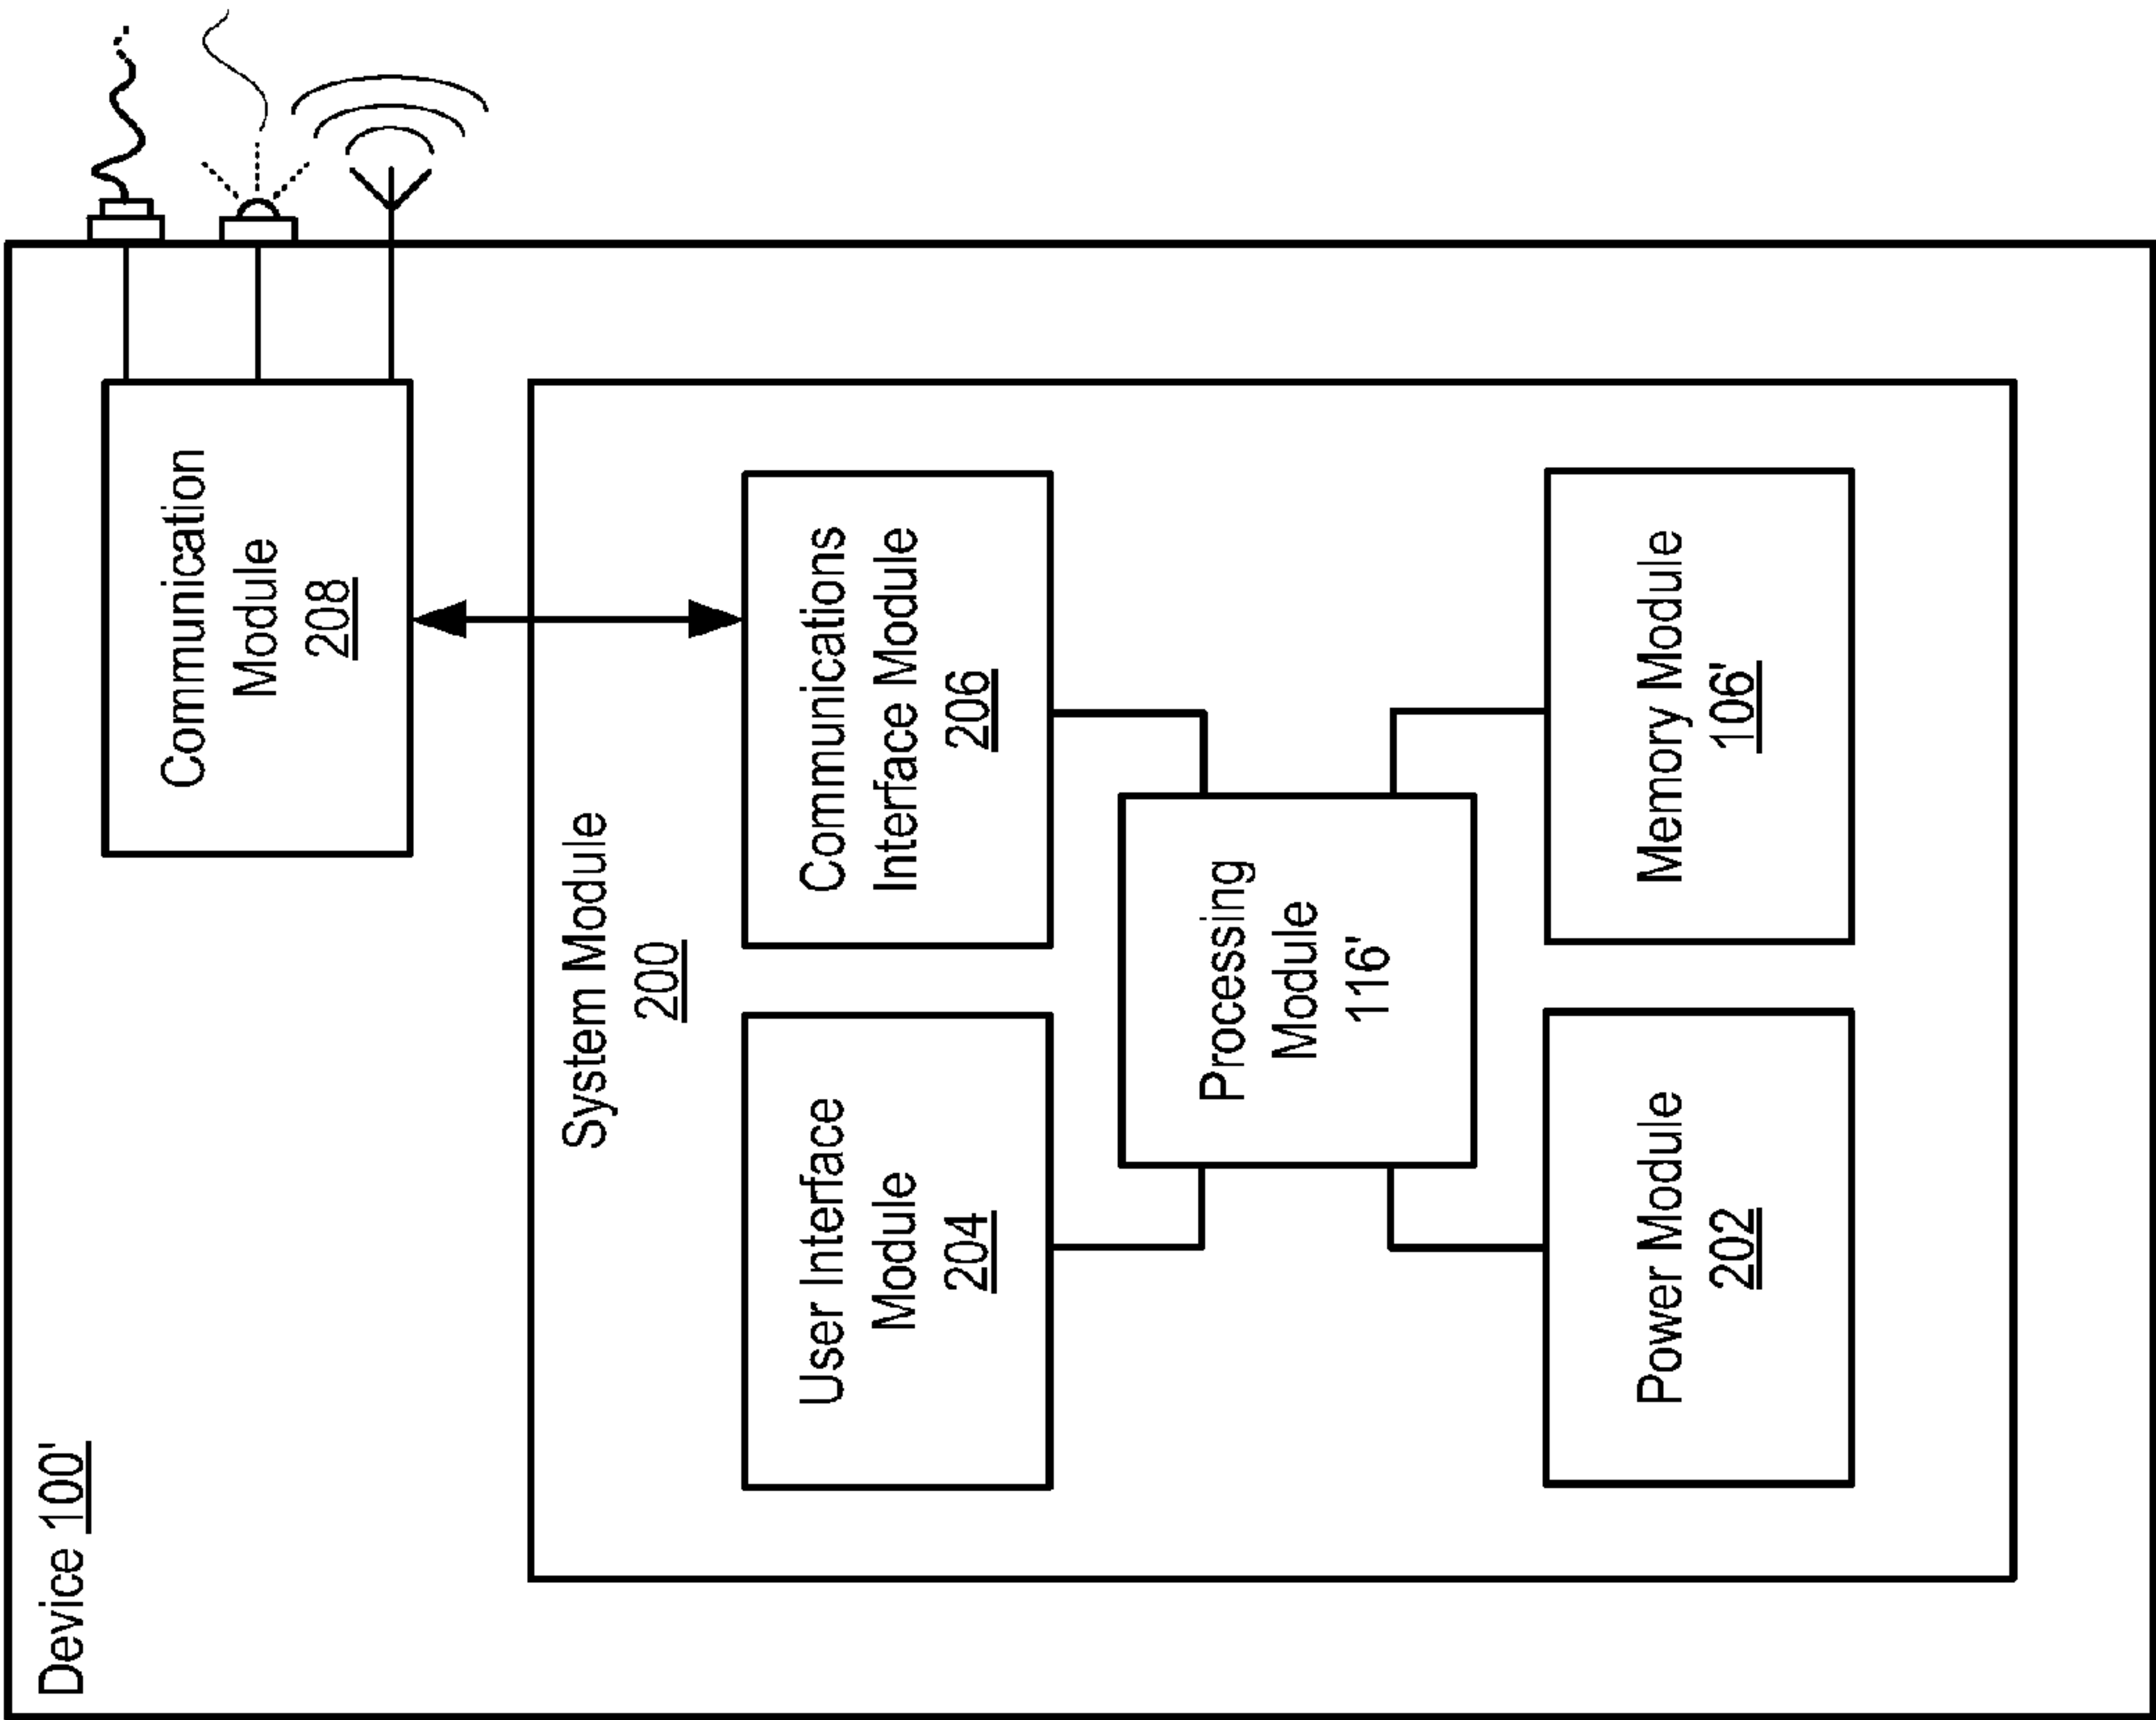 Device 100'
Communication
Module
208
System Module
200
User Interface
Module
204
Communications
Interface Module
206
Processing
Module
116'
Power Module
202
Memory Module
106'